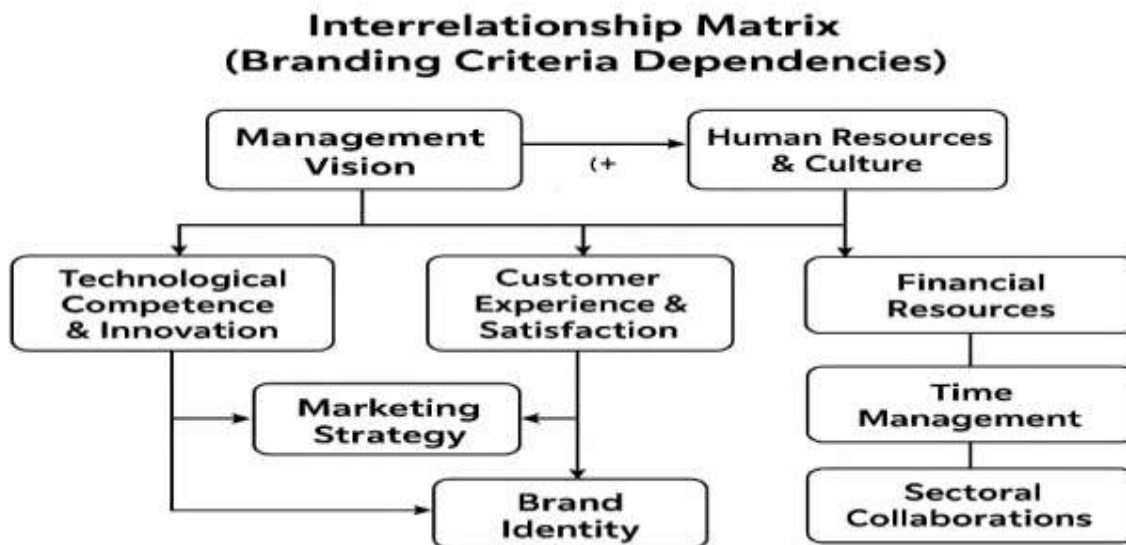 Interrelationship Matrix
(Branding Criteria Dependencies)
Management
Vision
(+
Human Resources
& Culture
Technological
Competence
& Innovation
Customer
Experience &
Satisfaction
Financial
Resources
Marketing
Strategy
Time
Management
Brand
Identity
Sectoral
Collaborations